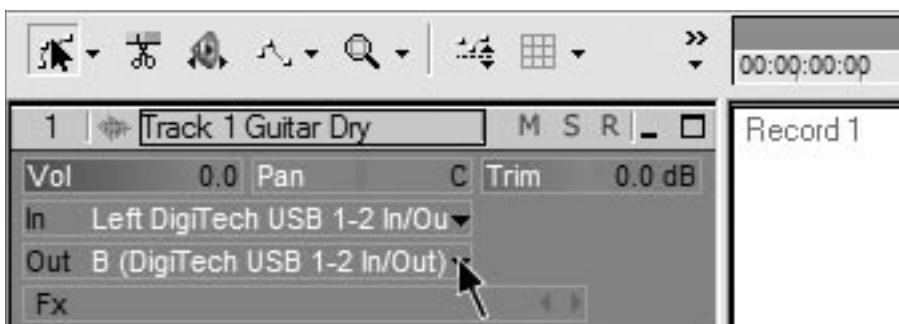 00:00:00:00
1 Track 1 Guitar Dry M S R
Record 1
Vol 0.0 Pan C Trim 0.0 dB
In Left DigiTech USB 1-2 In/Ou
Out B (DigiTech USB 1-2 In/Out)
Fx